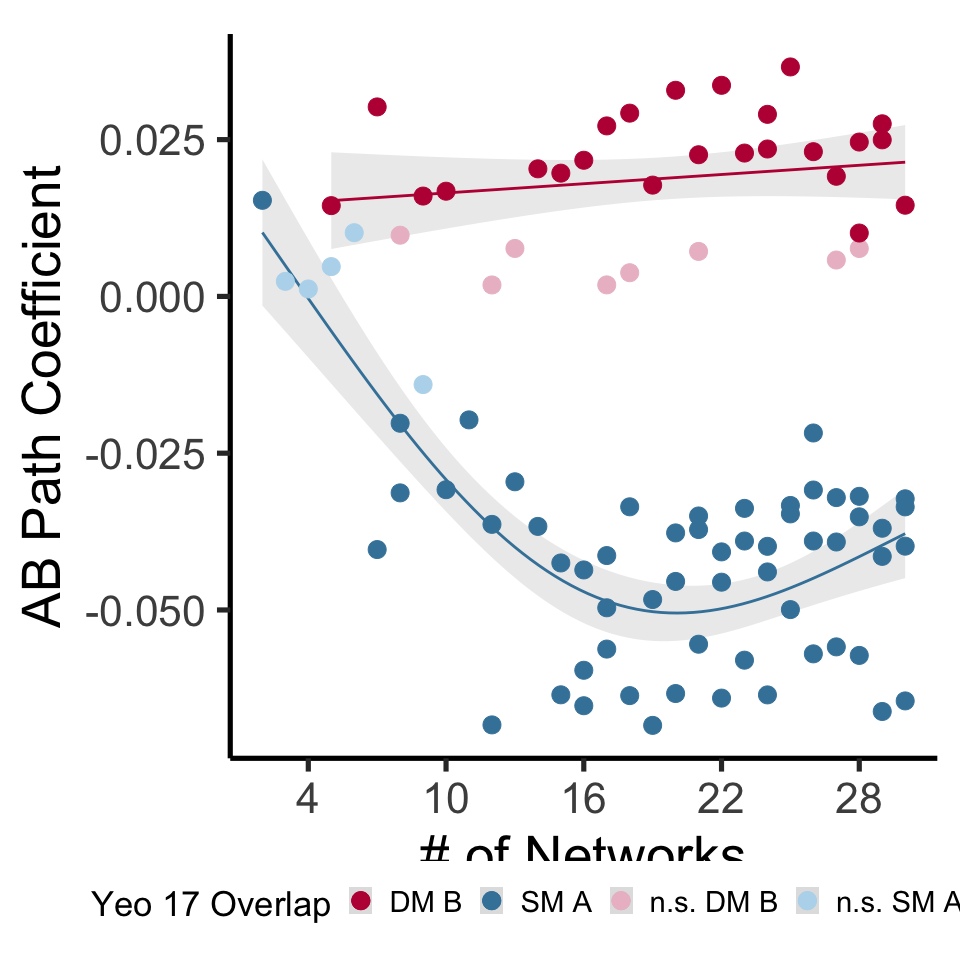 AB Path Coefficient
0.025
0.000
-0.025
-0.050
4 10 16 22 28
# of Networks
Yeo 17 Overlap DM B SM A n.s. DM B n.s. SM A